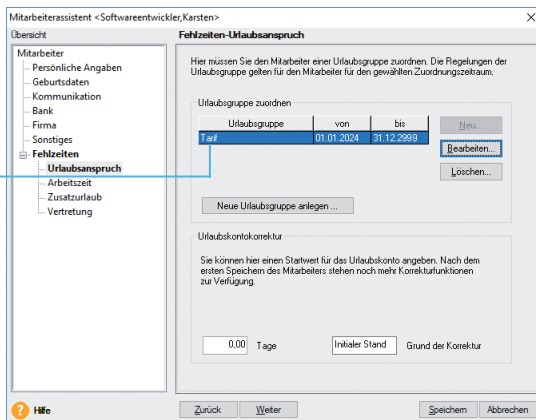 Mitarbeiterassistent <Softwareentwickler,Karsten>
Übersicht
Mitarbeiter
Persönliche Angaben
Geburtsdaten
Kommunikation
Bank
Firma
Sonstiges
Fehlzeiten
Urlaubsanspruch
Arbeitszeit
Zusatzurlaub
Vertretung
Fehlzeiten-Urlaubsanspruch
Hier müssen Sie den Mitarbeiter einer Urlaubsgruppe zuordnen. Die Regelungen der
Urlaubsgruppe gelten für den Mitarbeiter für den gewählten Zuordnungszeitraum.
Urlaubsgruppe zuordnen
Urlaubsgruppe von bis
Tarif 01.01.2024 31.12.2999
Neu...
Bearbeiten...
Löschen...
Neue Urlaubsgruppe anlegen ...
Urlaubskontokorrektur
Sie können hier einen Startwert für das Urlaubskonto angeben. Nach dem
ersten Speichern des Mitarbeiters stehen noch mehr Korrekturfunktionen
zur Verfügung.
0,00 Tage Initialer Stand Grund der Korrektur
? Hilfe Zurück Weiter Speichern Abbrechen